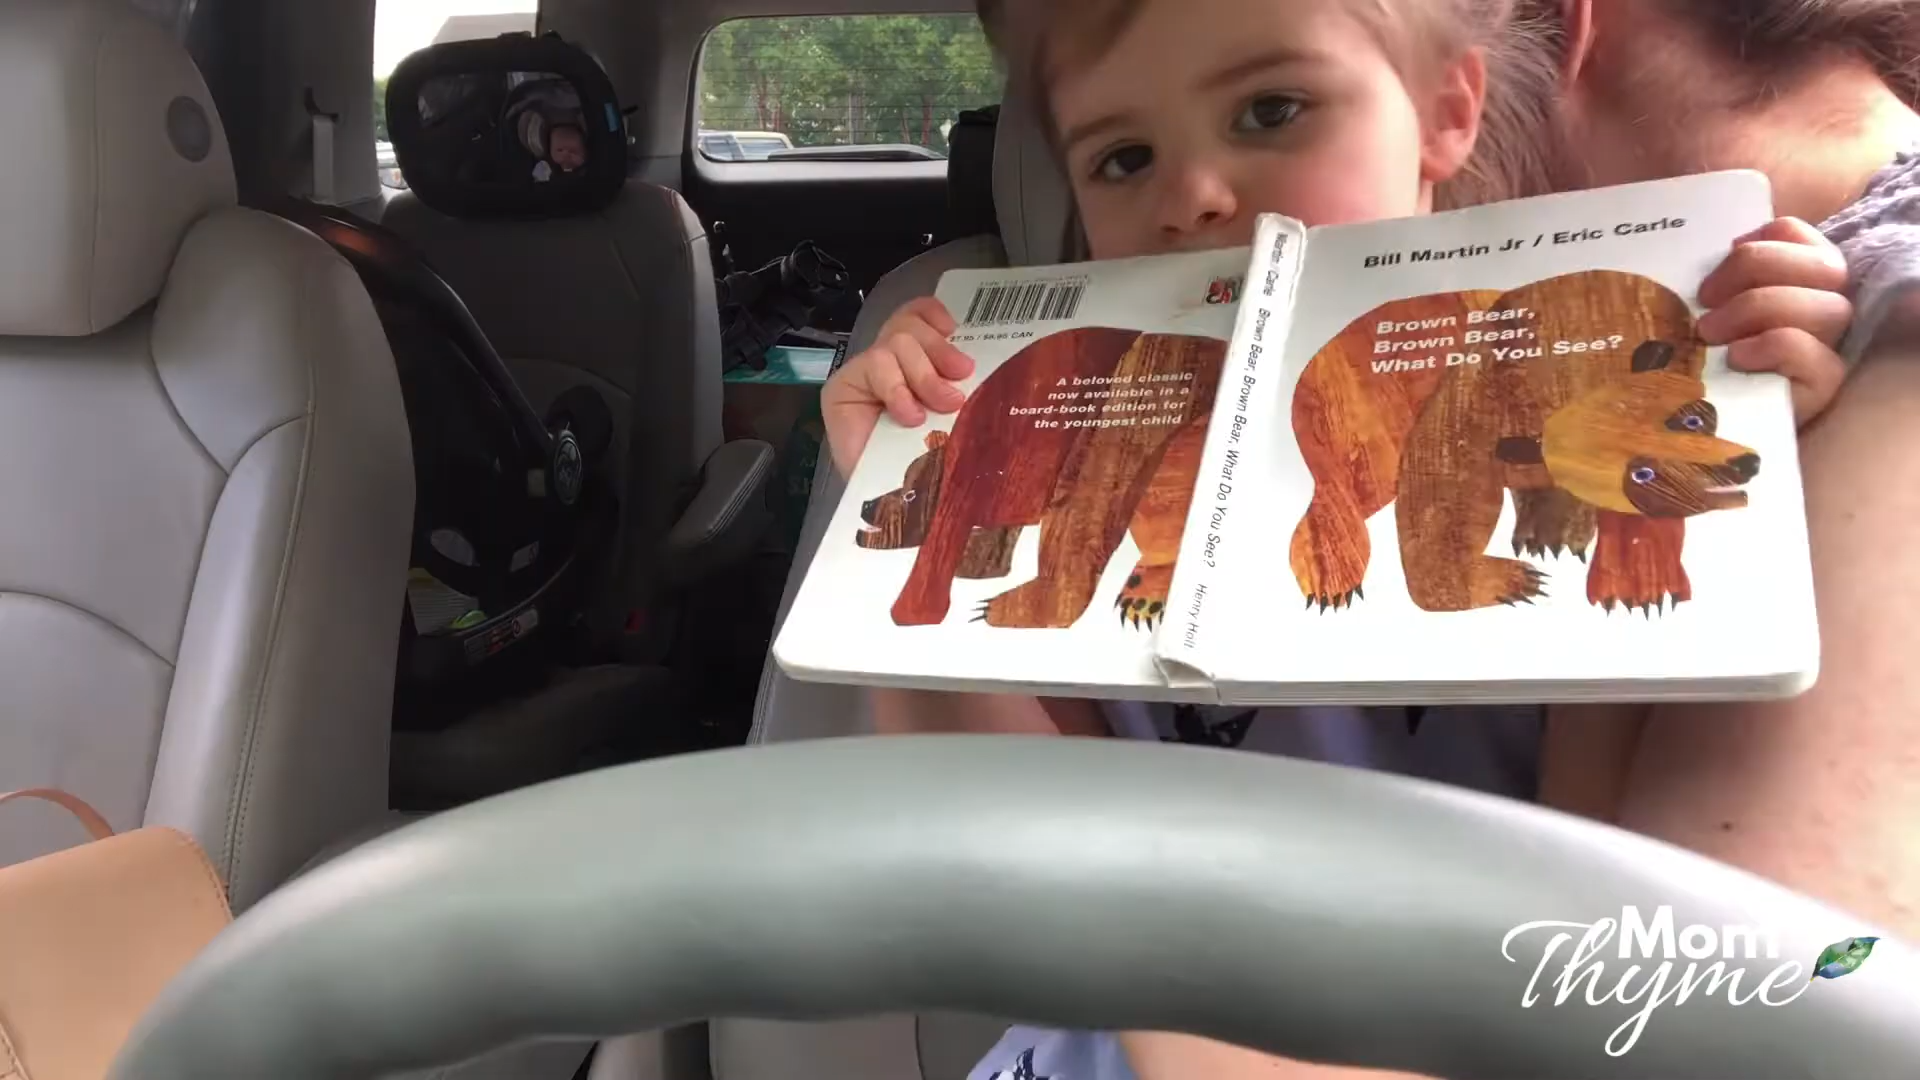 $7.95 / $9.95 CAN
A beloved classic
now available in a
board-book edition for
the youngest child
Martin / Carle Brown Bear, Brown Bear, What Do You See? Henry Holt
Bill Martin Jr / Eric Carle
Brown Bear,
Brown Bear,
What Do You See?
Mom
Thyme